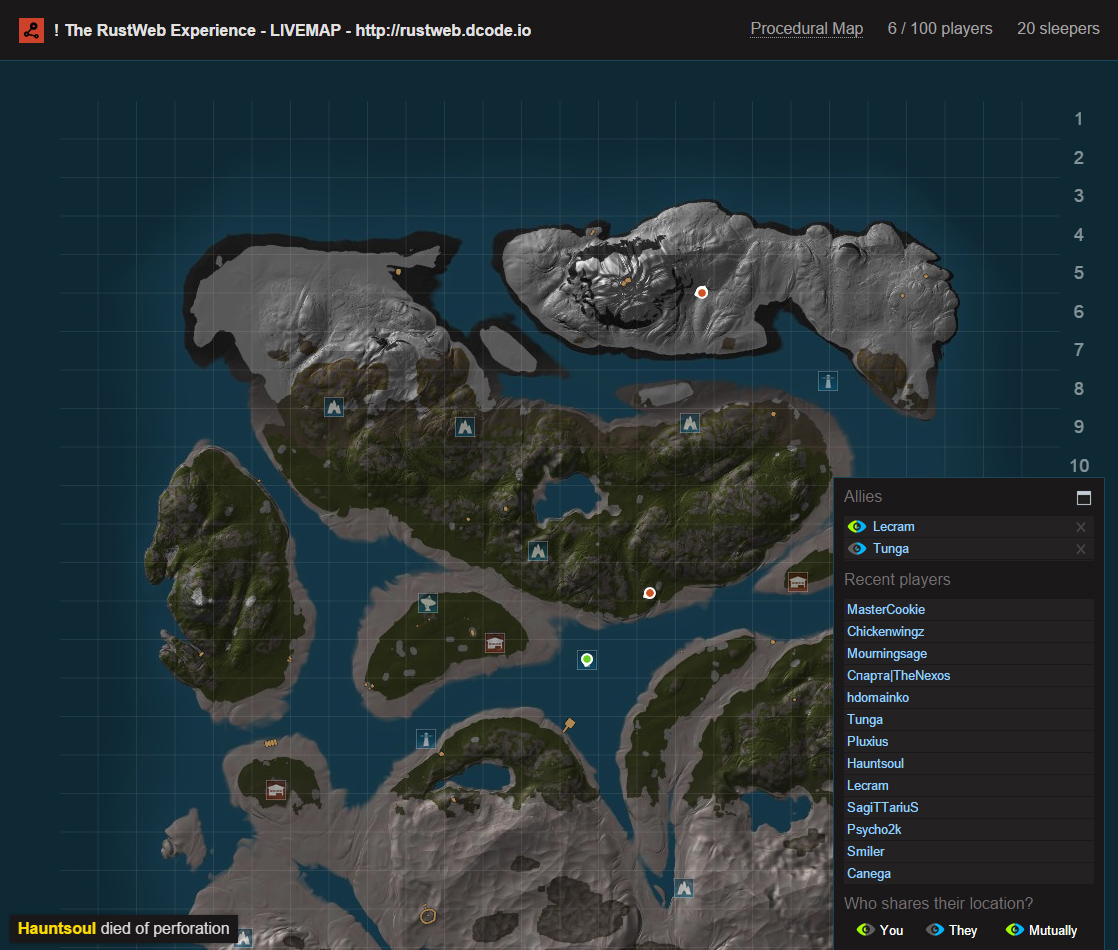 ! The RustWeb Experience - LIVEMAP - http://rustweb.dcode.io
Procedural Map
6 / 100 players
20 sleepers
1
2
3
4
5
6
7
8
9
10
Allies
Lecram
Tunga
Recent players
MasterCookie
Chickenwingz
Mourningsage
Спарта|TheNexos
hdomainko
Tunga
Pluxius
Hauntsoul
Lecram
SagiTTariuS
Psycho2k
Smiler
Canega
Who shares their location?
You They Mutually
Hauntsoul died of perforation